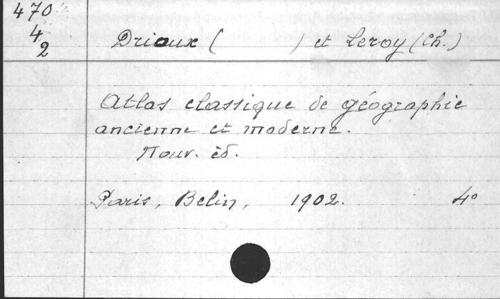 470
4
2
Drioux ( ) et Leroy (Ch.)
Atlas classique de géographie
ancienne et moderne.
Nouv. éd.
Paris, Belin, 1902. 4°